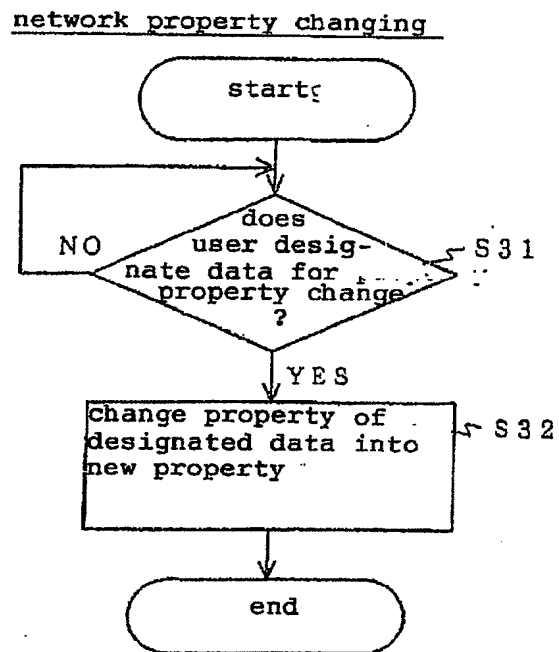 network property changing
start
does
user desig-
nate data for
property change
?
S31
NO
YES
change property of
designated data into
new property
S32
end